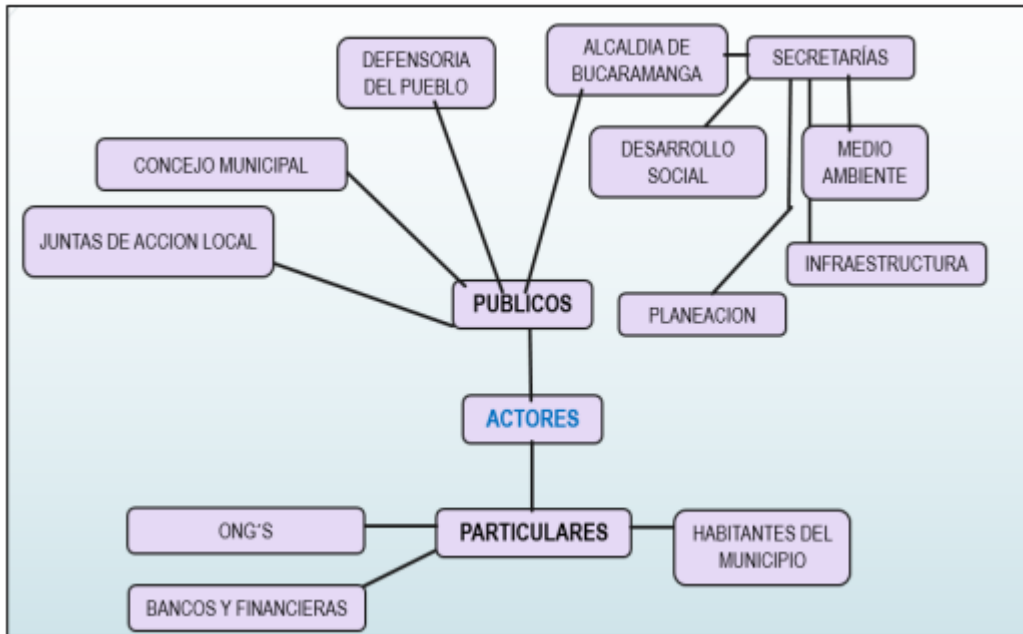 DEFENSORIA
DEL PUEBLO
ALCALDIA DE
BUCARAMANGA
SECRETARÍAS
CONCEJO MUNICIPAL
DESARROLLO
SOCIAL
MEDIO
AMBIENTE
JUNTAS DE ACCION LOCAL
INFRAESTRUCTURA
PUBLICOS
PLANEACION
ACTORES
ONG´S
PARTICULARES
HABITANTES DEL
MUNICIPIO
BANCOS Y FINANCIERAS